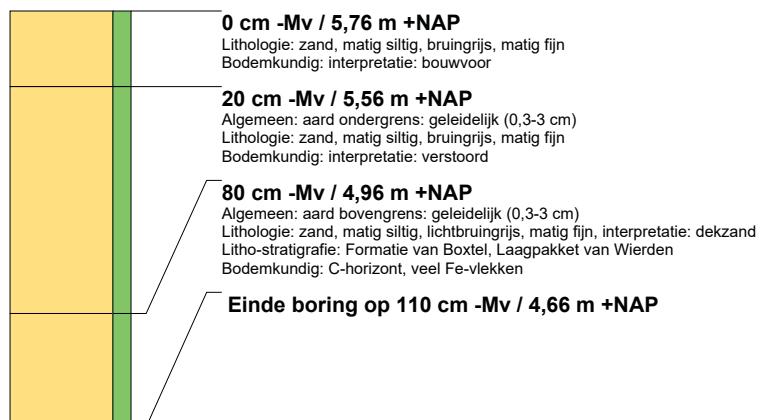 0 cm -Mv / 5,76 m +NAP
Lithologie: zand, matig siltig, bruingrijs, matig fijn
Bodemkundig: interpretatie: bouwvoor
20 cm -Mv / 5,56 m +NAP
Algemeen: aard ondergrens: geleidelijk (0,3-3 cm)
Lithologie: zand, matig siltig, bruingrijs, matig fijn
Bodemkundig: interpretatie: verstoord
80 cm -Mv / 4,96 m +NAP
Algemeen: aard bovengrens: geleidelijk (0,3-3 cm)
Lithologie: zand, matig siltig, lichtbruingrijs, matig fijn, interpretatie: dekzand
Litho-stratigrafie: Formatie van Boxtel, Laagpakket van Wierden
Bodemkundig: C-horizont, veel Fe-vlekken
Einde boring op 110 cm -Mv / 4,66 m +NAP